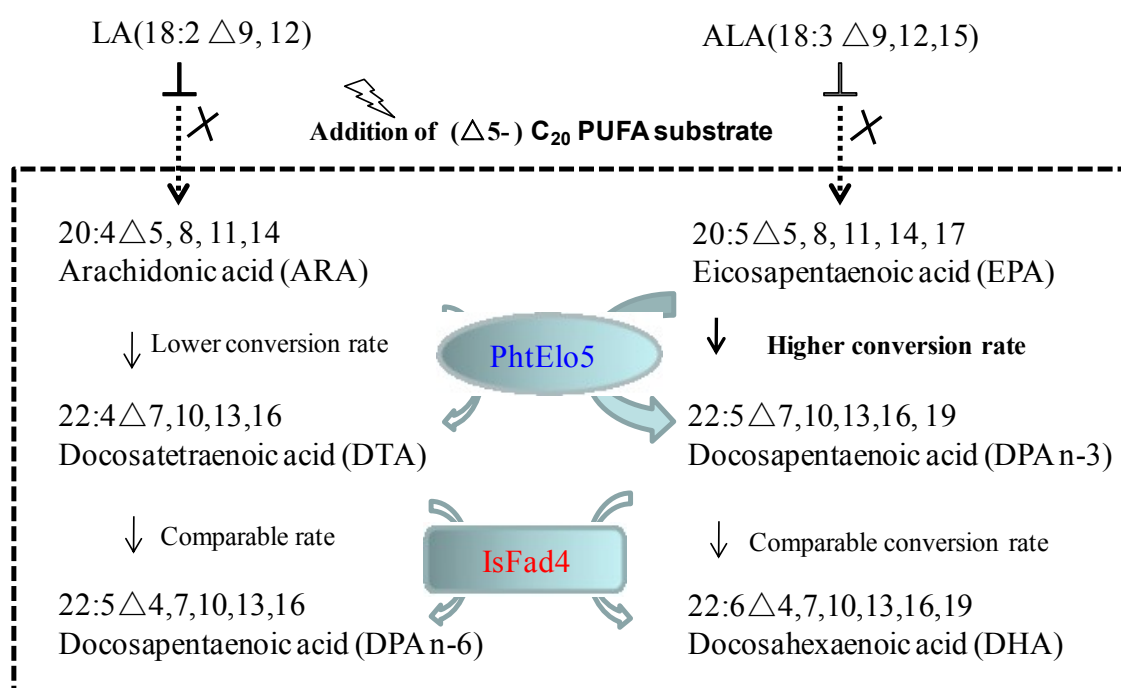 LA(18:2 △9, 12)
ALA(18:3 △9,12,15)
X
X
Addition of (△5-) C₂₀ PUFA substrate
20:4△5, 8, 11,14
Arachidonic acid (ARA)
20:5△5, 8, 11, 14, 17
Eicosapentaenoic acid (EPA)
Lower conversion rate
PhtElo5
Higher conversion rate
22:4△7,10,13,16
Docosatetraenoic acid (DTA)
22:5△7,10,13,16, 19
Docosapentaenoic acid (DPA n-3)
Comparable rate
IsFad4
Comparable conversion rate
22:5△4,7,10,13,16
Docosapentaenoic acid (DPA n-6)
22:6△4,7,10,13,16,19
Docosahexaenoic acid (DHA)